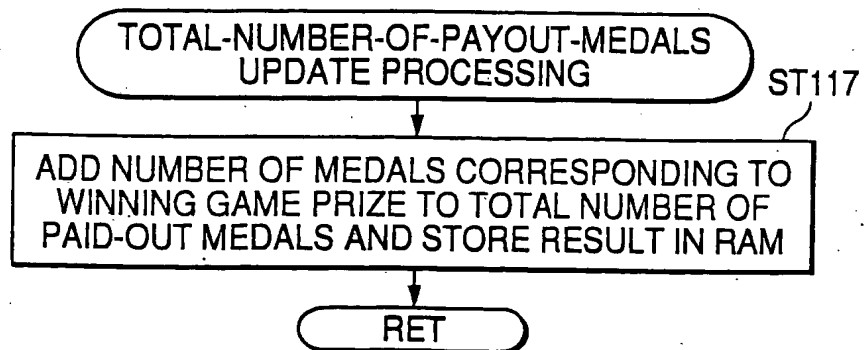 TOTAL-NUMBER-OF-PAYOUT-MEDALS
UPDATE PROCESSING
ST117
ADD NUMBER OF MEDALS CORRESPONDING TO
WINNING GAME PRIZE TO TOTAL NUMBER OF
PAID-OUT MEDALS AND STORE RESULT IN RAM
RET